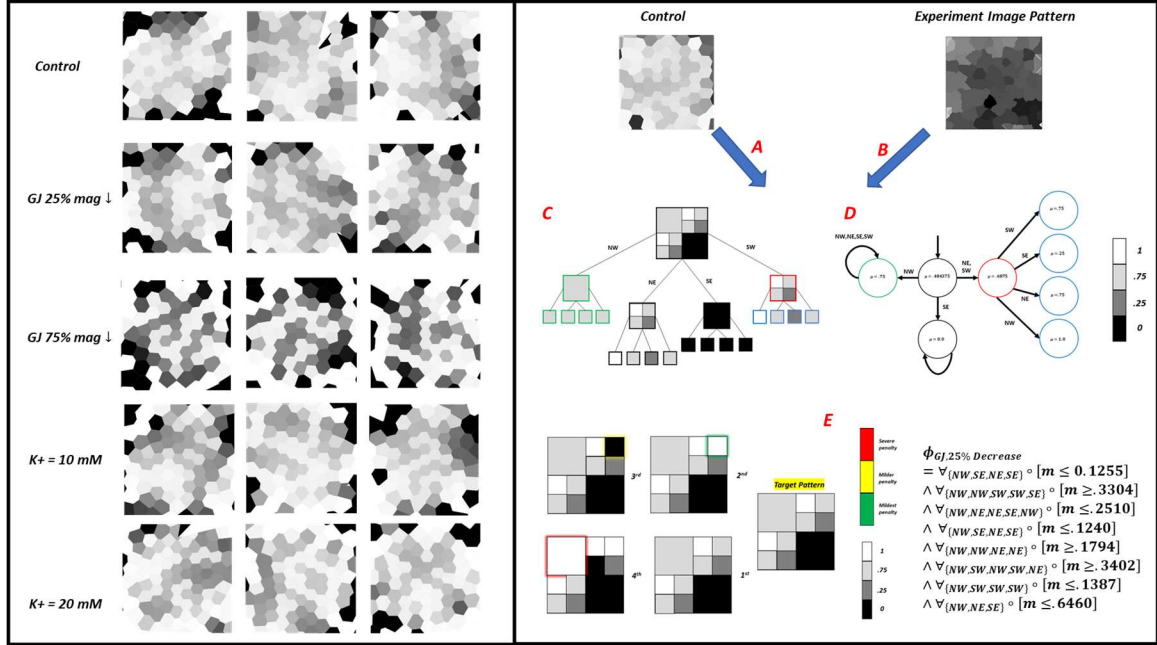 Control
GJ 25% mag ↓
GJ 75% mag ↓
K+ = 10 mM
K+ = 20 mM
Control
Experiment Image Pattern
A
B
C
NW
SW
NE
SE
D
NW,NE,SE,SW
μ = .75
NW
μ = .484375
NE,
SW
μ = .6875
SE
μ = 0.0
SW
μ = .75
SE
μ = .25
NE
μ = .75
NW
μ = 1.0
1
.75
.25
0
E
3rd
2nd
4th
1st
Target Pattern
Severe
penalty
Milder
penalty
Mildest
penalty
1
.75
.25
0
ϕGJ,25% Decrease
= ∀{NW,SE,NE,SE} ∘ [m ≤ 0.1255]
∧ ∀{NW,NW,SW,SW,SE} ∘ [m ≥. 3304]
∧ ∀{NW,NE,NE,SE,NW} ∘ [m ≤. 2510]
∧ ∀{NW,SE,NE,SE} ∘ [m ≤. 1240]
∧ ∀{NW,NW,NE,NE} ∘ [m ≥. 1794]
∧ ∀{NW,SW,NW,SW,NE} ∘ [m ≥. 3402]
∧ ∀{NW,SW,SW,SW} ∘ [m ≤. 1387]
∧ ∀{NW,NE,SE} ∘ [m ≤. 6460]